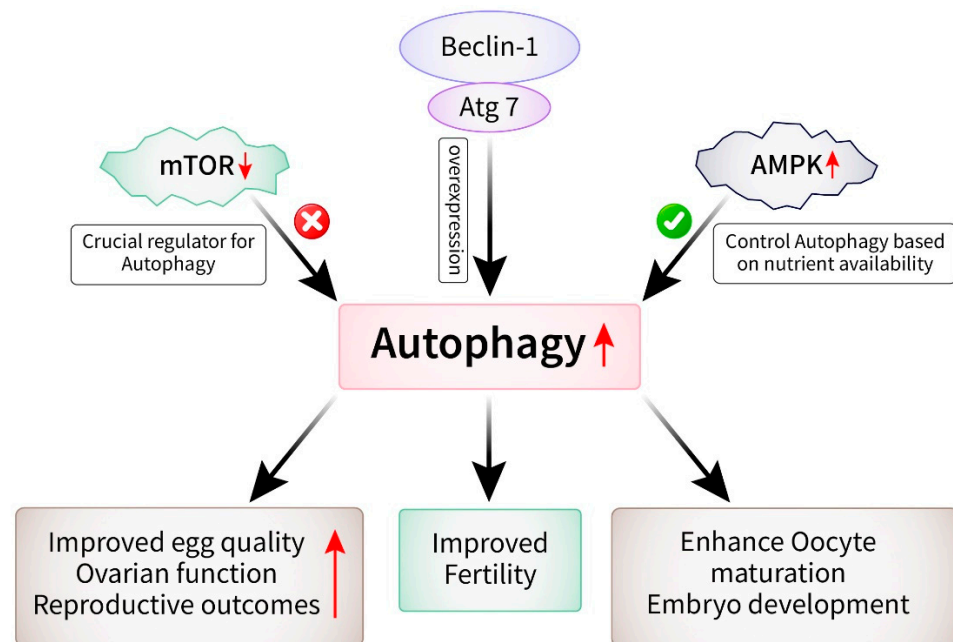 Beclin-1
Atg 7
mTOR
overexpression
AMPK
Crucial regulator for
Autophagy
Control Autophagy based
on nutrient availability
Autophagy
Improved egg quality
Ovarian function
Reproductive outcomes
Improved
Fertility
Enhance Oocyte
maturation
Embryo development